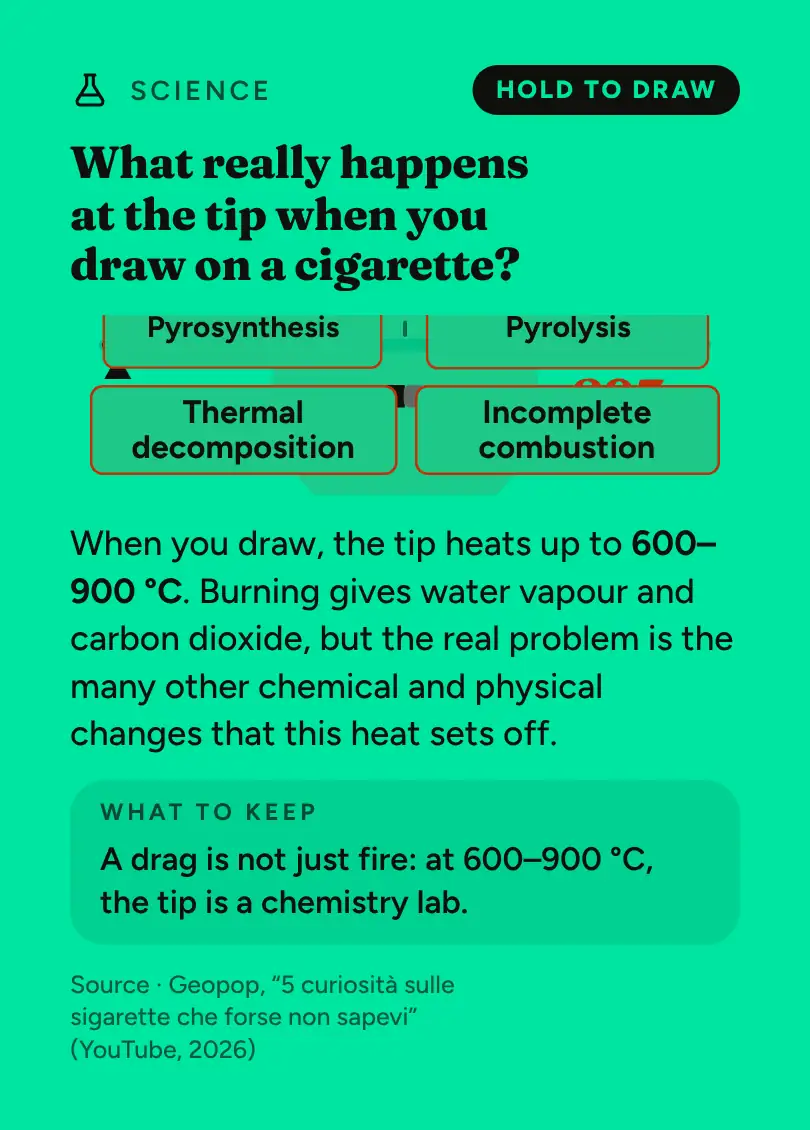 SCIENCE
HOLD TO DRAW
What really happens
at the tip when you
draw on a cigarette?
Pyrosynthesis
Pyrolysis
Thermal
decomposition
Incomplete
combustion
When you draw, the tip heats up to 600–
900 °C. Burning gives water vapour and
carbon dioxide, but the real problem is the
many other chemical and physical
changes that this heat sets off.
WHAT TO KEEP
A drag is not just fire: at 600–900 °C,
the tip is a chemistry lab.
Source · Geopop, “5 curiosità sulle
sigarette che forse non sapevi”
(YouTube, 2026)